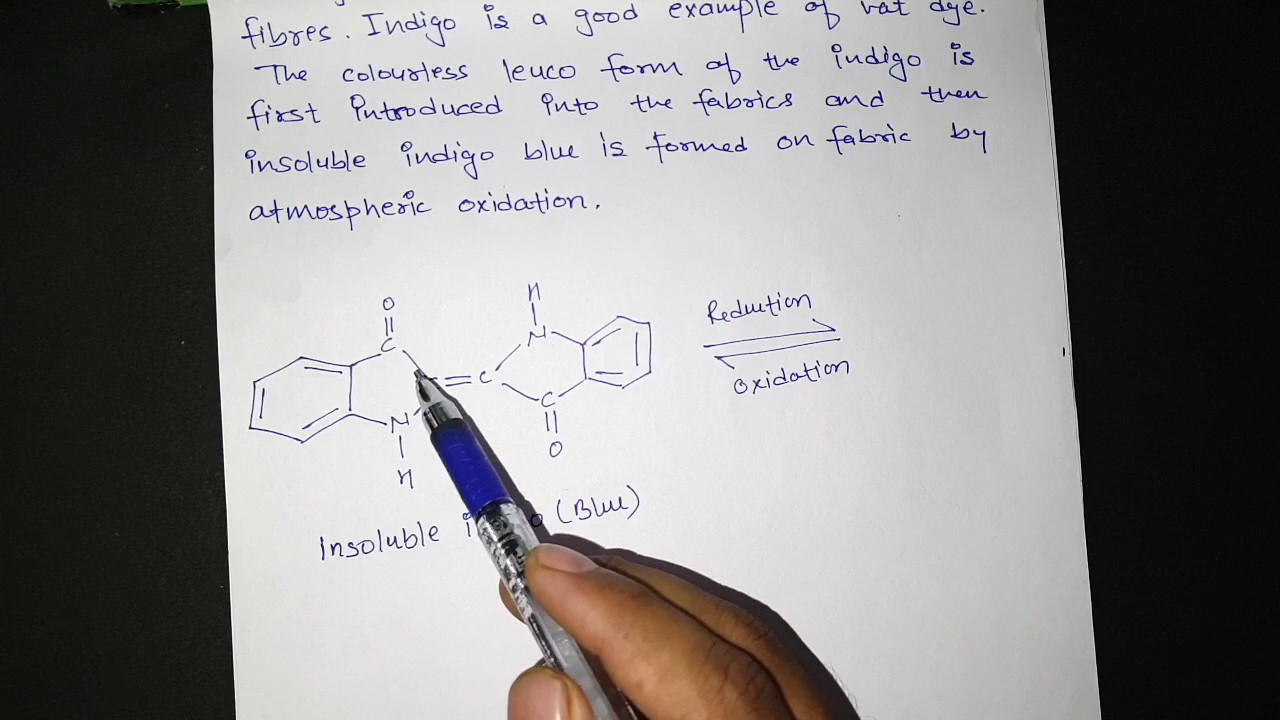 fibres. Indigo is a good example of vat dye.
The colourless leuco form of the indigo is
first introduced into the fabrics and then
insoluble indigo blue is formed on fabric by
atmospheric oxidation.
O
H
C
N
Reduction
C
N
C
Oxidation
H
O
Insoluble (Blue)